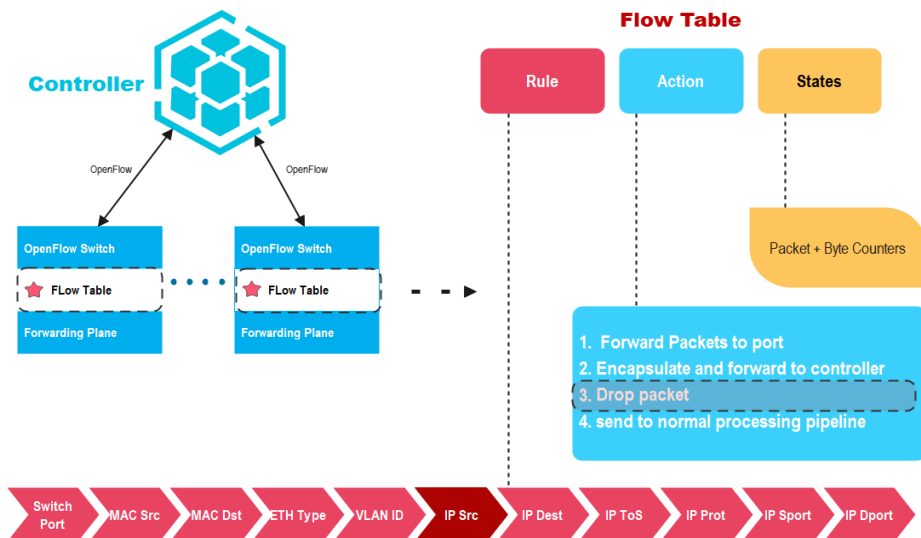 Flow Table
Controller
Rule
Action
States
OpenFlow
OpenFlow
Packet + Byte Counters
OpenFlow Switch
FLow Table
Forwarding Plane
OpenFlow Switch
FLow Table
Forwarding Plane
1. Forward Packets to port
2. Encapsulate and forward to controller
3. Drop packet
4. send to normal processing pipeline
Switch
Port
MAC Src
MAC Dst
ETH Type
VLAN ID
IP Src
IP Dest
IP ToS
IP Prot
IP Sport
IP Dport